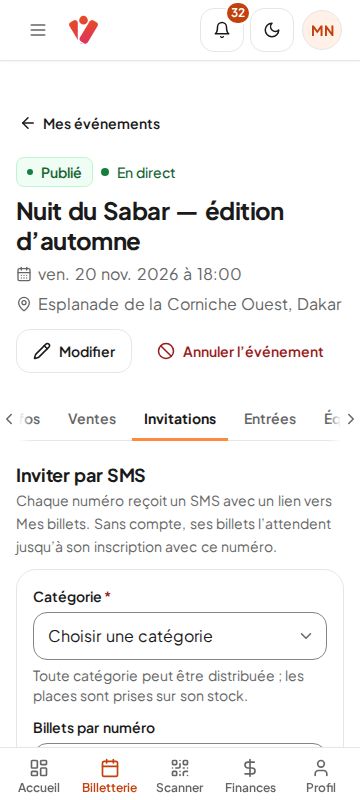 32
MN
Mes événements
Publié
En direct
Nuit du Sabar — édition
d’automne
ven. 20 nov. 2026 à 18:00
Esplanade de la Corniche Ouest, Dakar
Modifier
Annuler l’événement
fos
Ventes
Invitations
Entrées
Éq
Inviter par SMS
Chaque numéro reçoit un SMS avec un lien vers
Mes billets. Sans compte, ses billets l’attendent
jusqu’à son inscription avec ce numéro.
Catégorie *
Choisir une catégorie
Toute catégorie peut être distribuée ; les
places sont prises sur son stock.
Billets par numéro
Accueil
Billetterie
Scanner
Finances
Profil